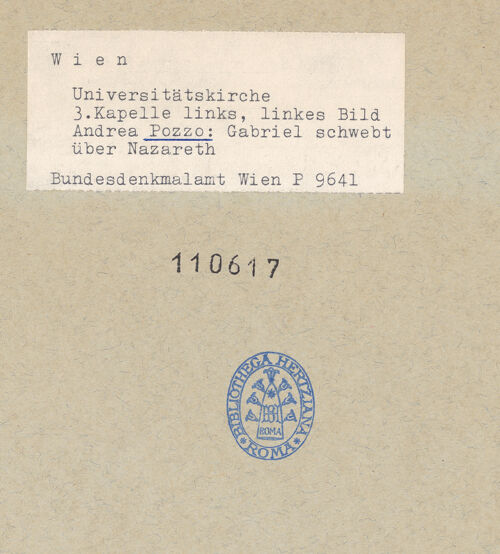 W i e n
Universitätskirche
3.Kapelle links, linkes Bild
Andrea Pozzo: Gabriel schwebt
über Nazareth
Bundesdenkmalamt Wien P 9641
110617
BIBLIOTHECA HERTZIANA
ROMA
* ROMA *